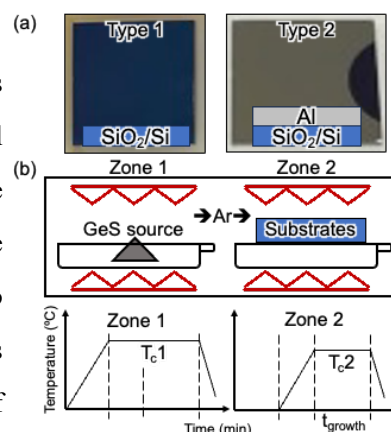 (a)
Type 1
SiO2/Si
Type 2
Al
SiO2/Si
(b)
Zone 1
Zone 2
GeS source
➔Ar➔
Substrates
Temperature (ºC)
Zone 1
Tc1
Zone 2
Tc2
Time (min)
tgrowth